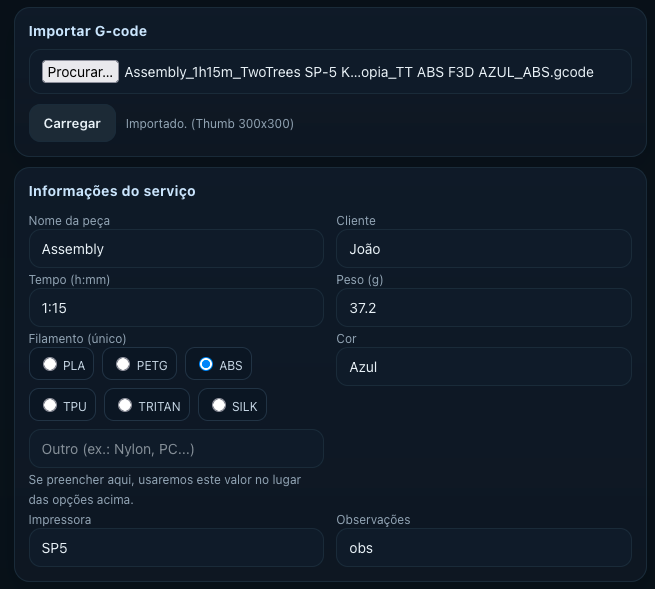 Importar G-code
Procurar... Assembly_1h15m_TwoTrees SP-5 K...opia_TT ABS F3D AZUL_ABS.gcode
Carregar Importado. (Thumb 300x300)
Informações do serviço
Nome da peça Cliente
Assembly João
Tempo (h:mm) Peso (g)
1:15 37.2
Filamento (único) Cor
PLA PETG ABS Azul
TPU TRITAN SILK
Outro (ex.: Nylon, PC...)
Se preencher aqui, usaremos este valor no lugar
das opções acima.
Impressora Observações
SP5 obs